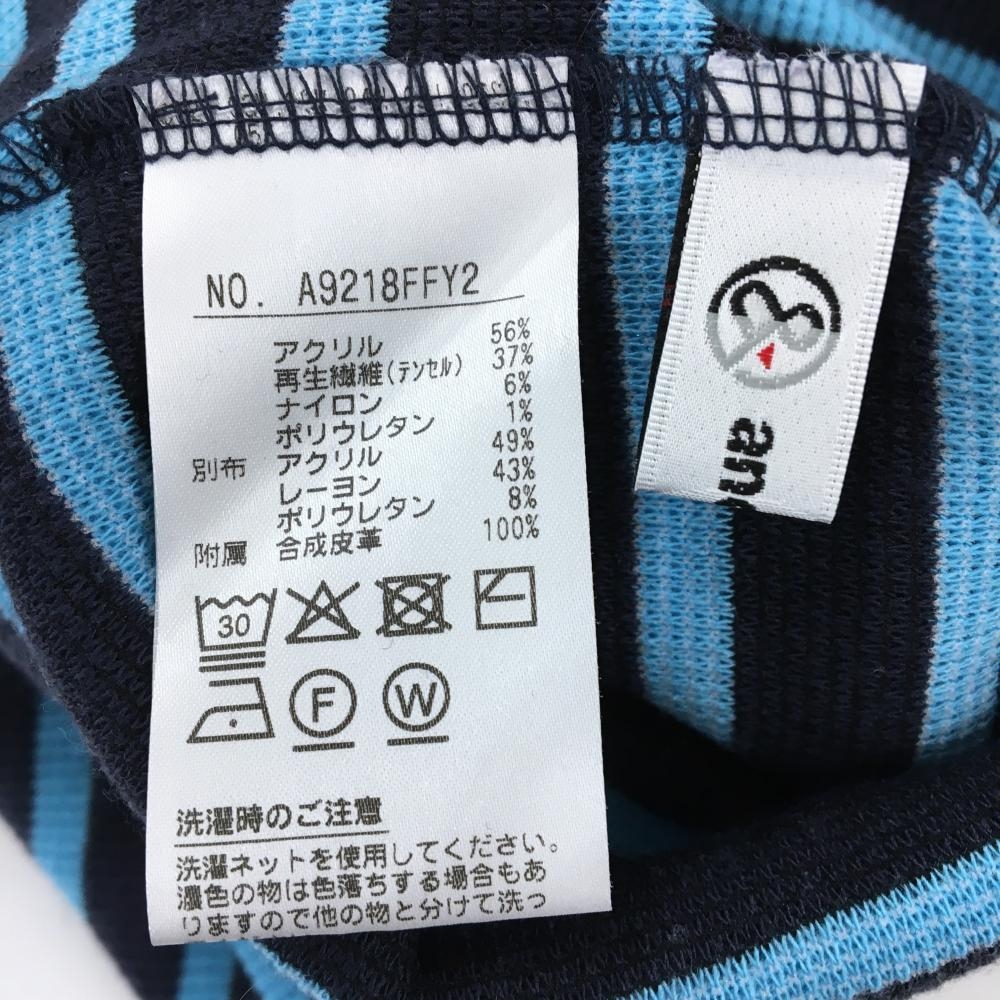 NO. A9218FFY2
アクリル 56%
再生繊維(テンセル) 37%
ナイロン 6%
ポリウレタン 1%
別布 アクリル 49%
レーヨン 43%
ポリウレタン 8%
附属 合成皮革 100%
30
F W
洗濯時のご注意
洗濯ネットを使用してください。
濃色の物は色落ちする場合もあ
りますので他の物と分けて洗っ
an